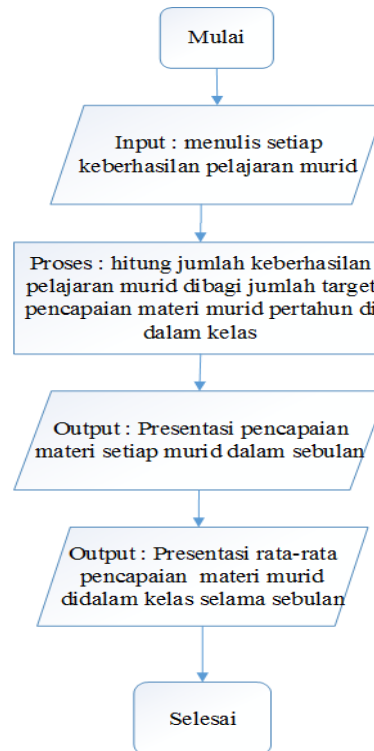 Mulai
Input : menulis setiap
keberhasilan pelajaran murid
Proses : hitung jumlah keberhasilan
pelajaran murid dibagi jumlah target
pencapaian materi murid pertahun di
dalam kelas
Output : Presentasi pencapaian
materi setiap murid dalam sebulan
Output : Presentasi rata-rata
pencapaian materi murid
didalam kelas selama sebulan
Selesai